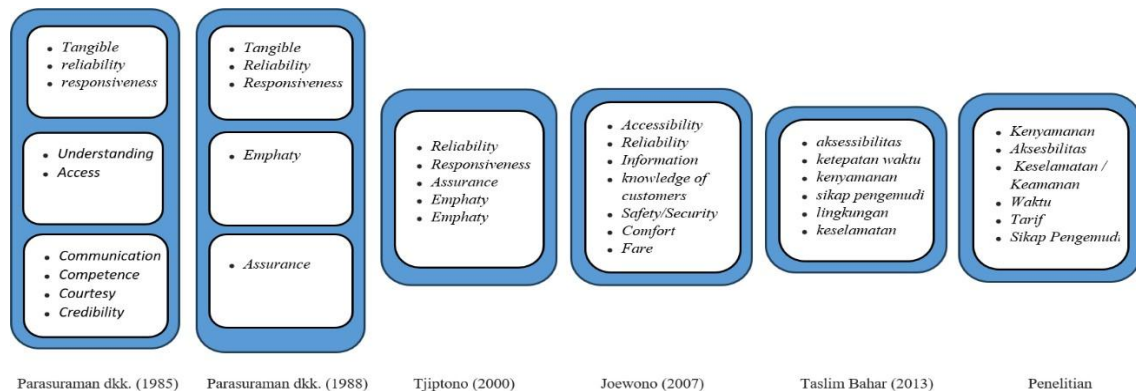 Tangible
reliability
responsiveness
Understanding
Access
Communication
Competence
Courtesy
Credibility
Parasuraman dkk. (1985)
Tangible
Reliability
Responsiveness
Emphaty
Assurance
Parasuraman dkk. (1988)
Reliability
Responsiveness
Assurance
Emphaty
Emphaty
Tjiptono (2000)
Accessibility
Reliability
Information
knowledge of
customers
Safety/Security
Comfort
Fare
Joewono (2007)
aksessibilitas
ketepatan waktu
kenyamanan
sikap pengemudi
lingkungan
keselamatan
Taslim Bahar (2013)
Kenyamanan
Aksesbilitas
Keselamatan /
Keamanan
Waktu
Tarif
Sikap Pengemudi
Penelitian